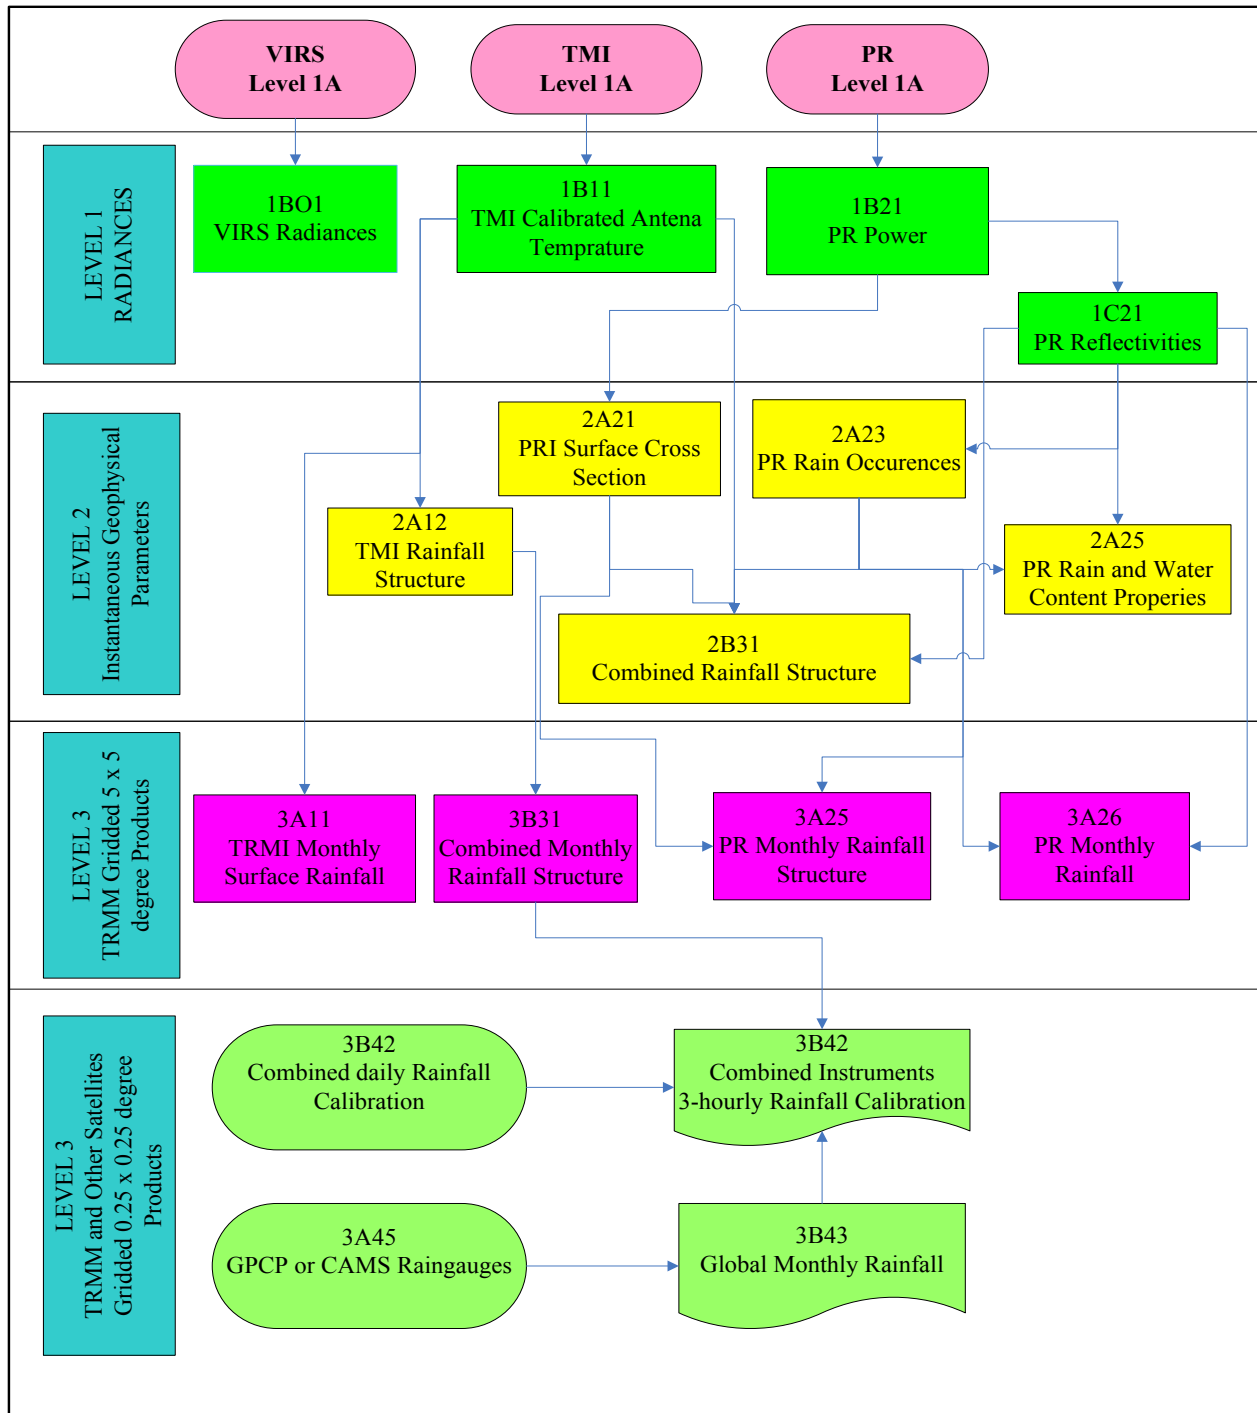 VIRS
Level 1A
TMI
Level 1A
PR
Level 1A
LEVEL 1
RADIANCES
1BO1
VIRS Radiances
1B11
TMI Calibrated Antena
Temprature
1B21
PR Power
1C21
PR Reflectivities
LEVEL 2
Instantaneous Geophysical
Parameters
2A21
PRI Surface Cross
Section
2A23
PR Rain Occurences
2A12
TMI Rainfall
Structure
2A25
PR Rain and Water
Content Properies
2B31
Combined Rainfall Structure
LEVEL 3
TRMM Gridded 5 x 5
degree Products
3A11
TRMI Monthly
Surface Rainfall
3B31
Combined Monthly
Rainfall Structure
3A25
PR Monthly Rainfall
Structure
3A26
PR Monthly
Rainfall
LEVEL 3
TRMM and Other Satellites
Gridded 0.25 x 0.25 degree
Products
3B42
Combined daily Rainfall
Calibration
3B42
Combined Instruments
3-hourly Rainfall Calibration
3A45
GPCP or CAMS Raingauges
3B43
Global Monthly Rainfall